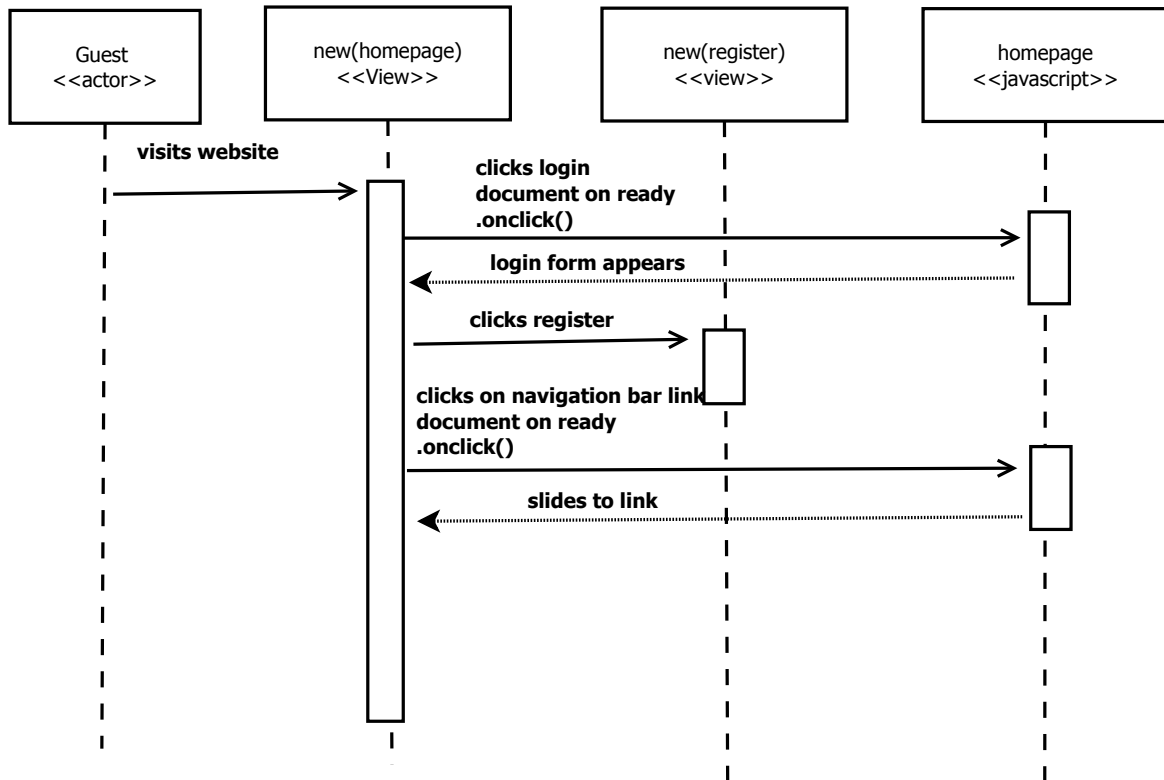 Guest
<<actor>>
new(homepage)
<<View>>
new(register)
<<view>>
homepage
<<javascript>>
visits website
clicks login
document on ready
.onclick()
login form appears
clicks register
clicks on navigation bar link
document on ready
.onclick()
slides to link